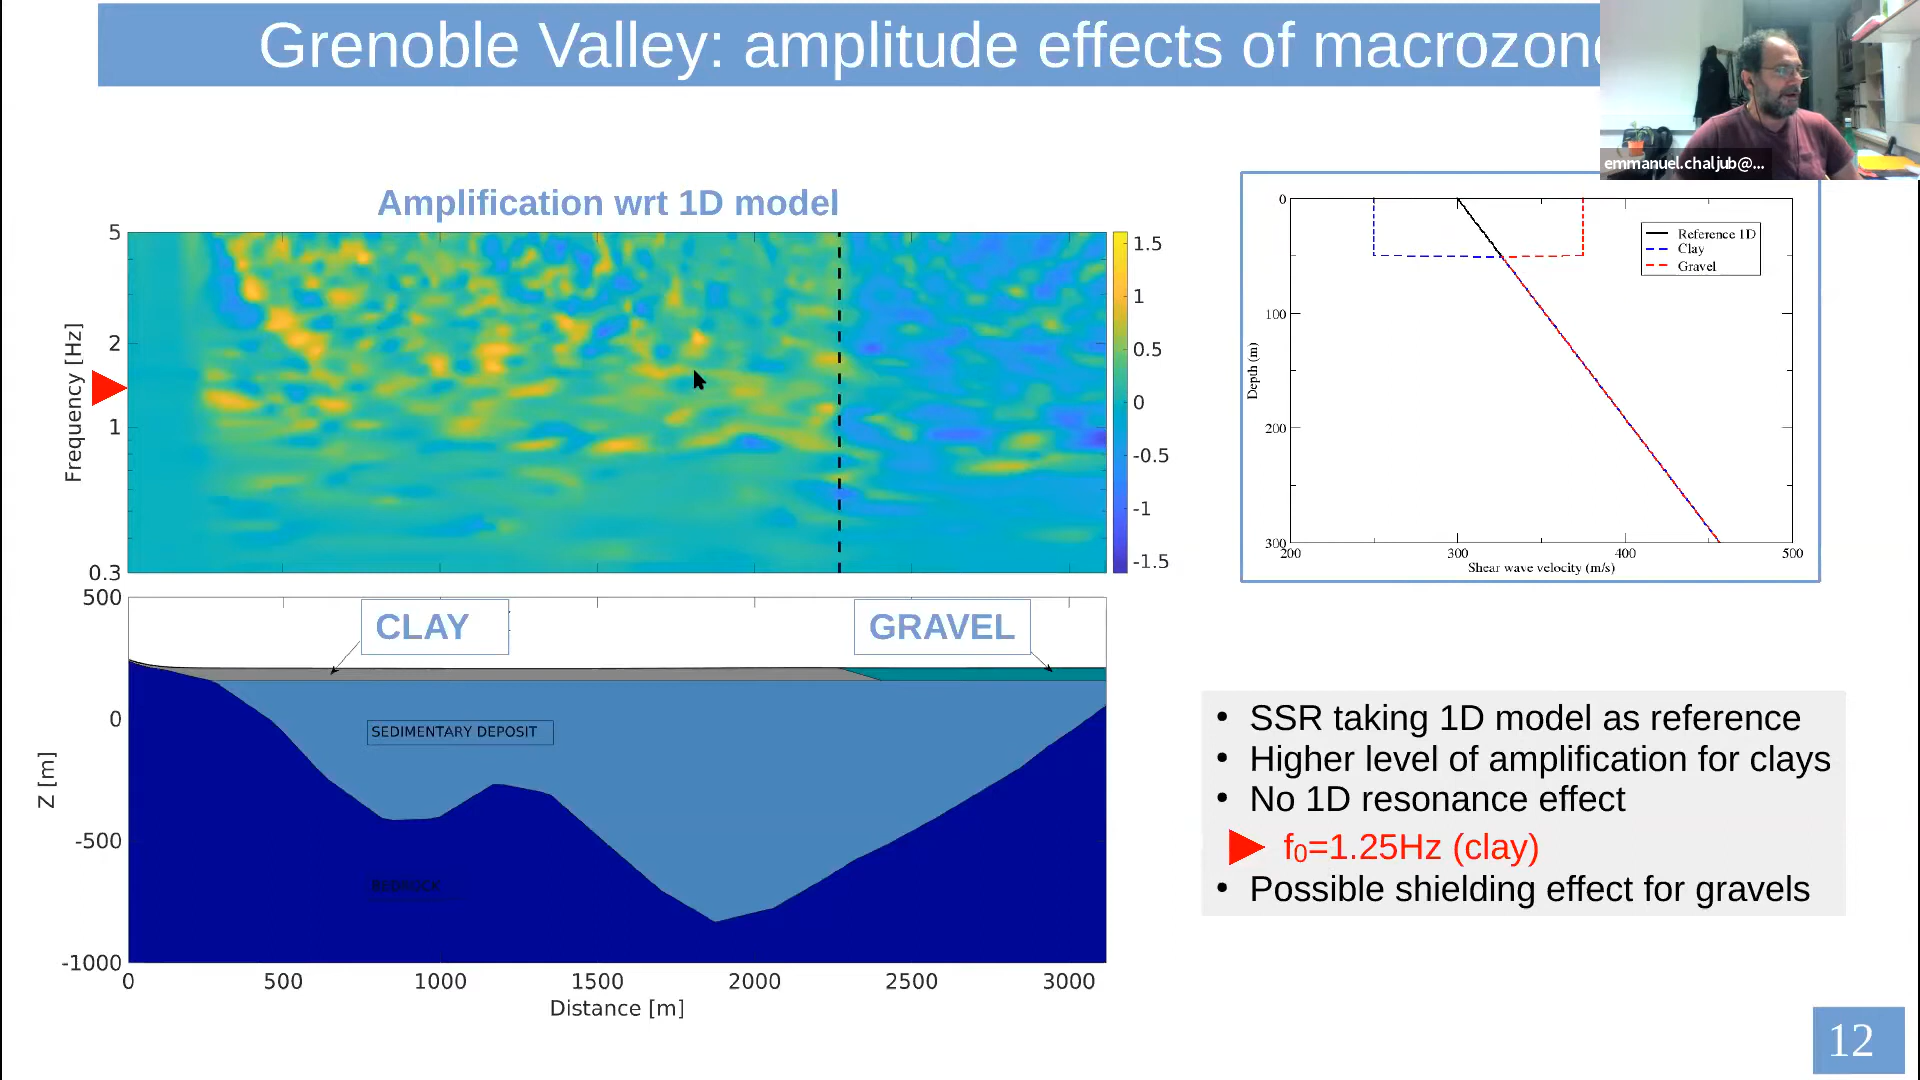 Grenoble Valley: amplitude effects of macrozon
emmanuel.chaljub@...
Amplification wrt 1D model
5
2
1
0.3
Frequency [Hz]
1.5
1
0.5
0
-0.5
-1
-1.5
0
100
200
300
Depth (m)
200
300
400
500
Shear wave velocity (m/s)
Reference 1D
Clay
Gravel
500
0
-500
-1000
Z [m]
CLAY
GRAVEL
SEDIMENTARY DEPOSIT
BEDROCK
0
500
1000
1500
2000
2500
3000
Distance [m]
• SSR taking 1D model as reference
• Higher level of amplification for clays
• No 1D resonance effect
f₀=1.25Hz (clay)
• Possible shielding effect for gravels
12